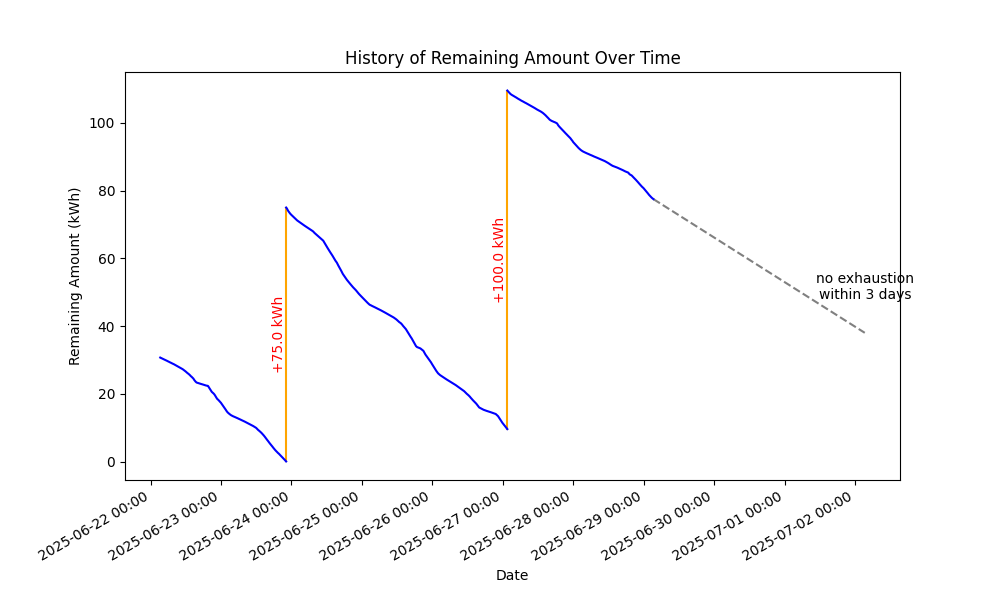 History of Remaining Amount Over Time
Remaining Amount (kWh)
100
80
60
40
20
0
+75.0 kWh
+100.0 kWh
no exhaustion
within 3 days
2025-06-22 00:00
2025-06-23 00:00
2025-06-24 00:00
2025-06-25 00:00
2025-06-26 00:00
2025-06-27 00:00
2025-06-28 00:00
2025-06-29 00:00
2025-06-30 00:00
2025-07-01 00:00
2025-07-02 00:00
Date